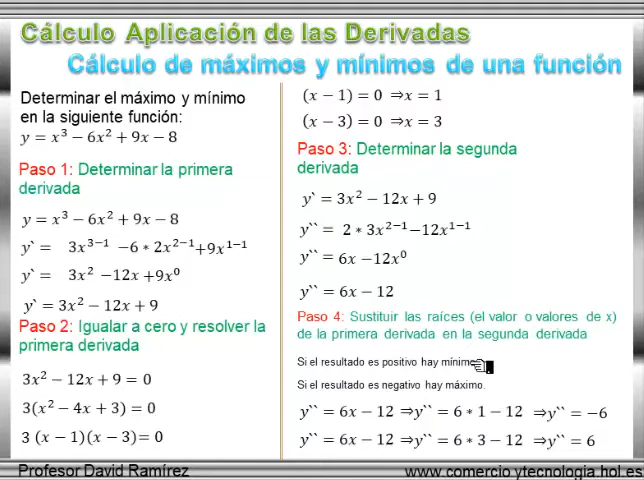 Cálculo Aplicación de las Derivadas
Cálculo de máximos y mínimos de una función
Determinar el máximo y mínimo
en la siguiente función:
y = x³ − 6x² + 9x − 8
Paso 1: Determinar la primera
derivada
y = x³ − 6x² + 9x − 8
y` = 3x³⁻¹ −6 ∗ 2x²⁻¹+9x¹⁻¹
y` = 3x² −12x +9x⁰
y` = 3x² − 12x + 9
Paso 2: Igualar a cero y resolver la
primera derivada
3x² − 12x + 9 = 0
3(x² − 4x + 3) = 0
3 (x − 1)(x − 3)= 0
(x − 1) = 0 ⇒x = 1
(x − 3) = 0 ⇒x = 3
Paso 3: Determinar la segunda
derivada
y` = 3x² − 12x + 9
y`` = 2 ∗ 3x²⁻¹−12x¹⁻¹
y`` = 6x −12x⁰
y`` = 6x − 12
Paso 4: Sustituir las raíces (el valor o valores de x)
de la primera derivada en la segunda derivada
Si el resultado es positivo hay
Si el resultado es negativo hay máximo.
y`` = 6x − 12 ⇒y`` = 6 ∗ 1 − 12 ⇒y`` = −6
y`` = 6x − 12 ⇒y`` = 6 ∗ 3 − 12 ⇒y`` = 6
Profesor David Ramírez
www.comercioytecnologia.hol.es